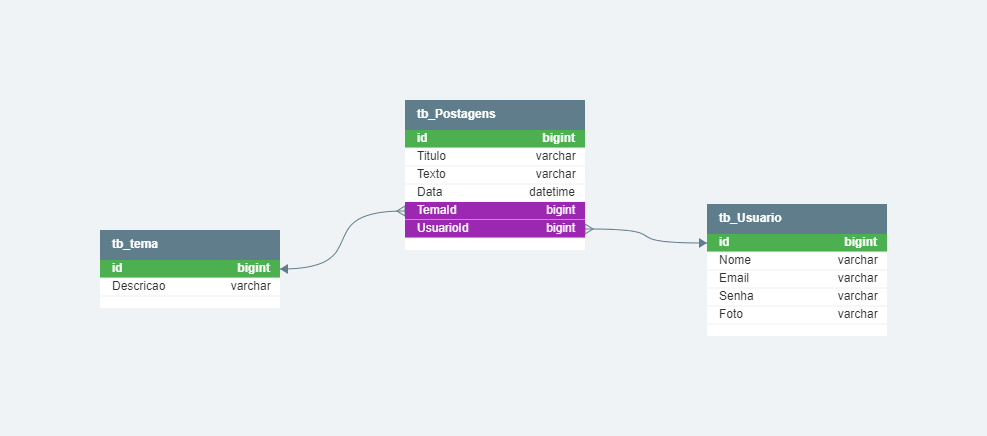 tb_Postagens
id bigint
Titulo varchar
Texto varchar
Data datetime
TemaId bigint
UsuarioId bigint
tb_tema
id bigint
Descricao varchar
tb_Usuario
id bigint
Nome varchar
Email varchar
Senha varchar
Foto varchar